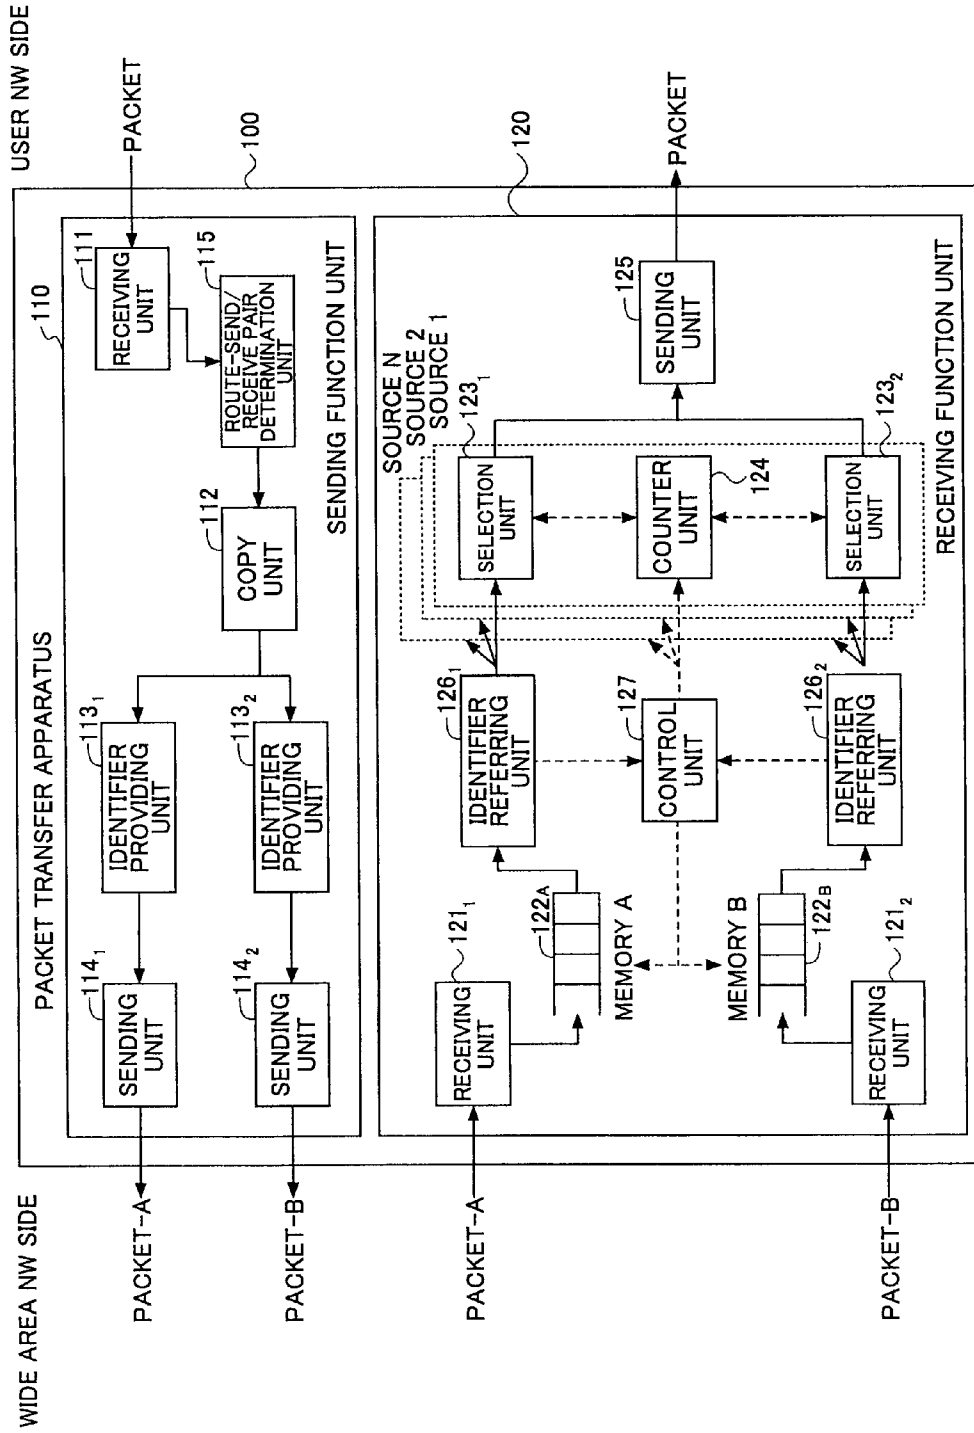 WIDE AREA NW SIDE
USER NW SIDE
PACKET TRANSFER APPARATUS
100
110
SENDING FUNCTION UNIT
PACKET
111
RECEIVING
UNIT
115
ROUTE-SEND/
RECEIVE PAIR
DETERMINATION
UNIT
112
COPY
UNIT
113₁
IDENTIFIER
PROVIDING
UNIT
113₂
IDENTIFIER
PROVIDING
UNIT
114₁
SENDING
UNIT
114₂
SENDING
UNIT
PACKET-A
PACKET-B
120
RECEIVING FUNCTION UNIT
PACKET-A
121₁
RECEIVING
UNIT
122A
MEMORY A
MEMORY B
122B
121₂
RECEIVING
UNIT
PACKET-B
126₁
IDENTIFIER
REFERRING
UNIT
127
CONTROL
UNIT
126₂
IDENTIFIER
REFERRING
UNIT
SOURCE N
SOURCE 2
SOURCE 1
123₁
SELECTION
UNIT
COUNTER
UNIT
124
123₂
SELECTION
UNIT
125
SENDING
UNIT
PACKET